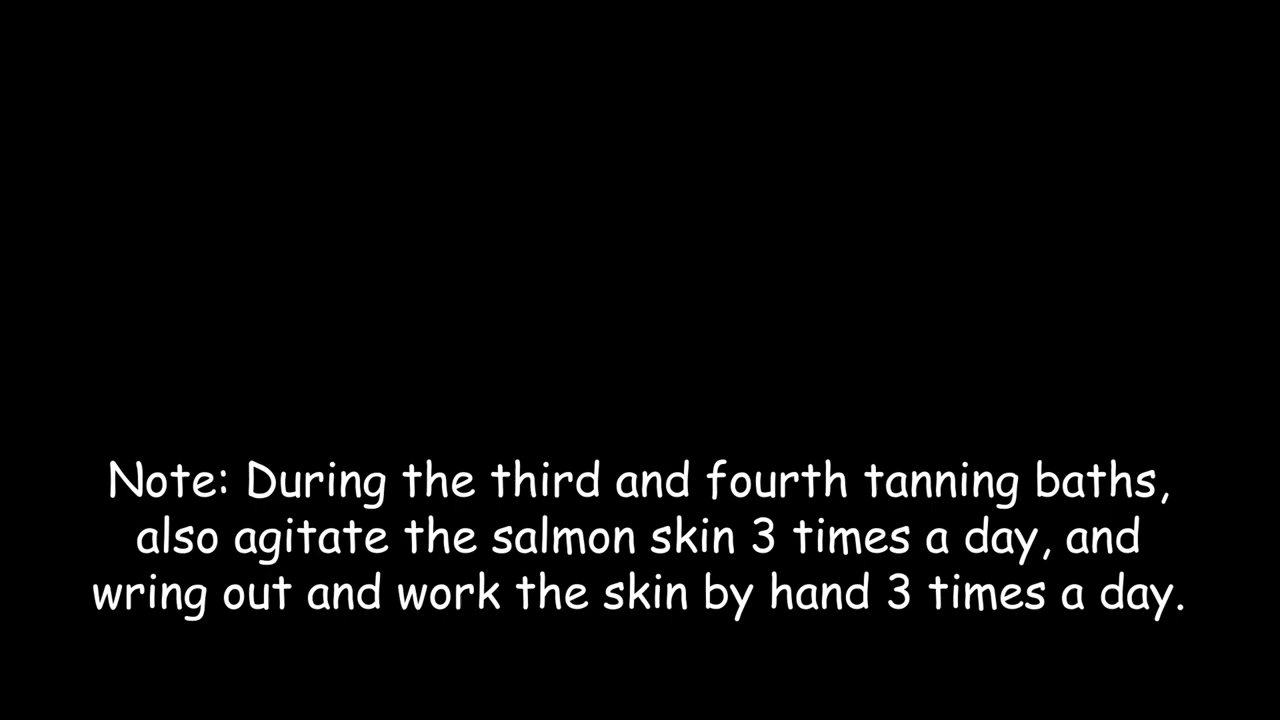 Note: During the third and fourth tanning baths,
also agitate the salmon skin 3 times a day, and
wring out and work the skin by hand 3 times a day.